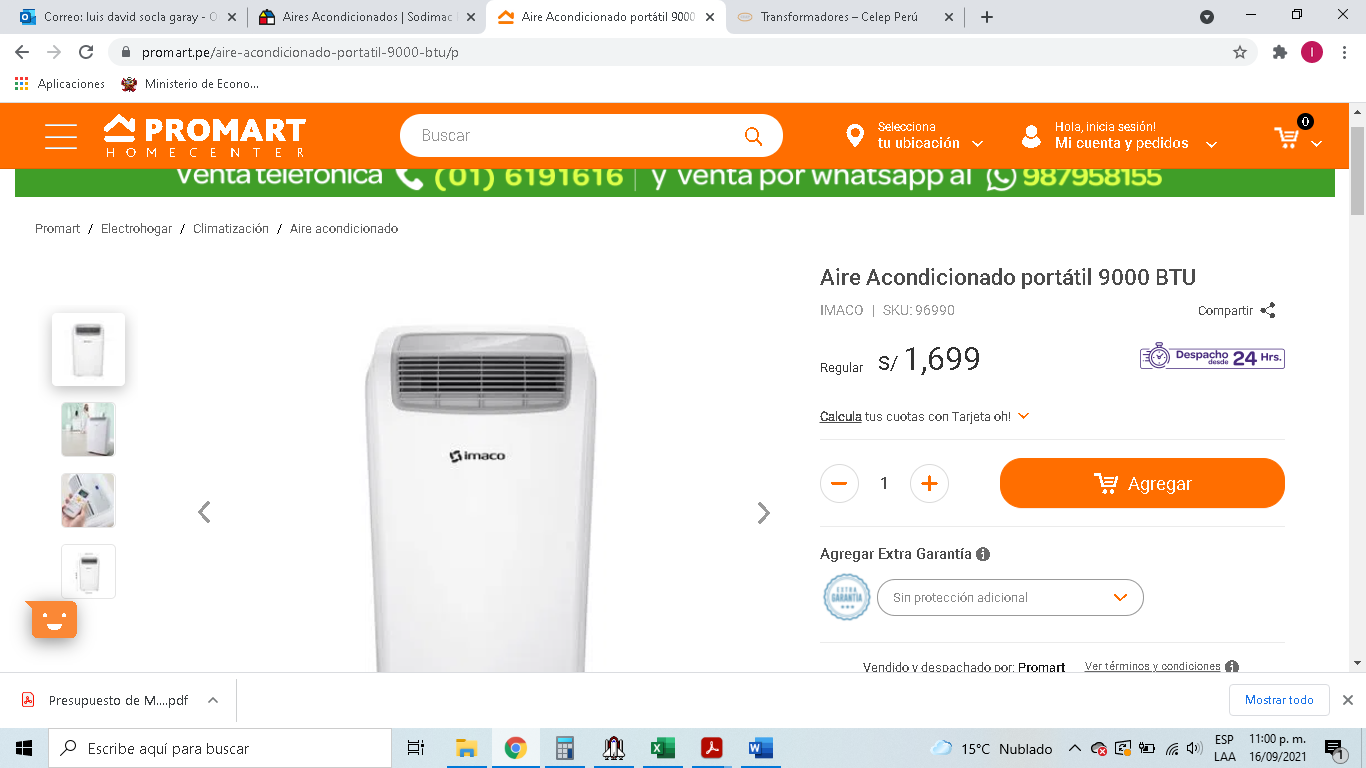 Correo: luis david socla garay - O
Aires Acondicionados | Sodimac
Aire Acondicionado portátil 9000
Transformadores – Celep Perú
promart.pe/aire-acondicionado-portatil-9000-btu/p
I
Aplicaciones
Ministerio de Econo...
PROMART
HOMECENTER
Buscar
Selecciona
tu ubicación
Hola, inicia sesión!
Mi cuenta y pedidos
0
Venta telefónica (01) 6191616 | y Venta por whatsapp al 987958155
Promart / Electrohogar / Climatización / Aire acondicionado
Aire Acondicionado portátil 9000 BTU
IMACO | SKU: 96990
Compartir
Regular S/ 1,699
Despacho
desde 24 Hrs.
Calcula tus cuotas con Tarjeta oh!
1
Agregar
imaco
Agregar Extra Garantía
EXTRA
GARANTÍA
Sin protección adicional
Vendido y despachado por: Promart
Ver términos y condiciones
Presupuesto de M....pdf
Mostrar todo
Escribe aquí para buscar
15°C Nublado
ESP
LAA
11:00 p. m.
16/09/2021
1